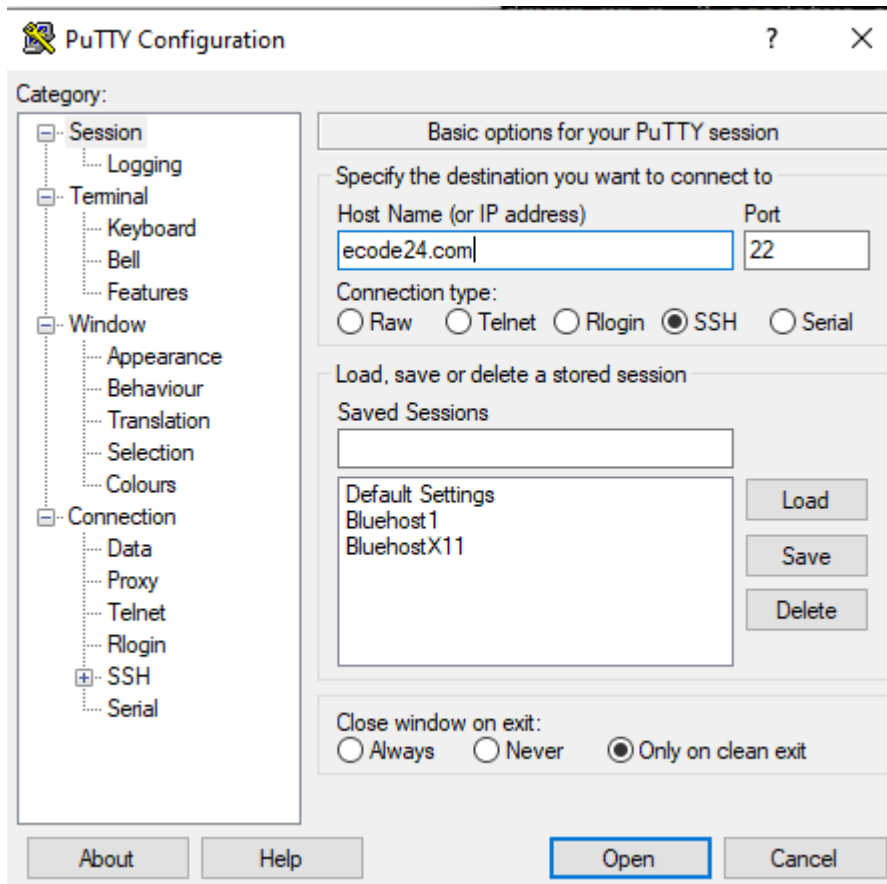 PuTTY Configuration
?
Category:
Session
Logging
Terminal
Keyboard
Bell
Features
Window
Appearance
Behaviour
Translation
Selection
Colours
Connection
Data
Proxy
Telnet
Rlogin
SSH
Serial
Basic options for your PuTTY session
Specify the destination you want to connect to
Host Name (or IP address) Port
ecode24.com 22
Connection type:
Raw Telnet Rlogin SSH Serial
Load, save or delete a stored session
Saved Sessions
Default Settings
Bluehost1
BluehostX11
Load
Save
Delete
Close window on exit:
Always Never Only on clean exit
About Help Open Cancel